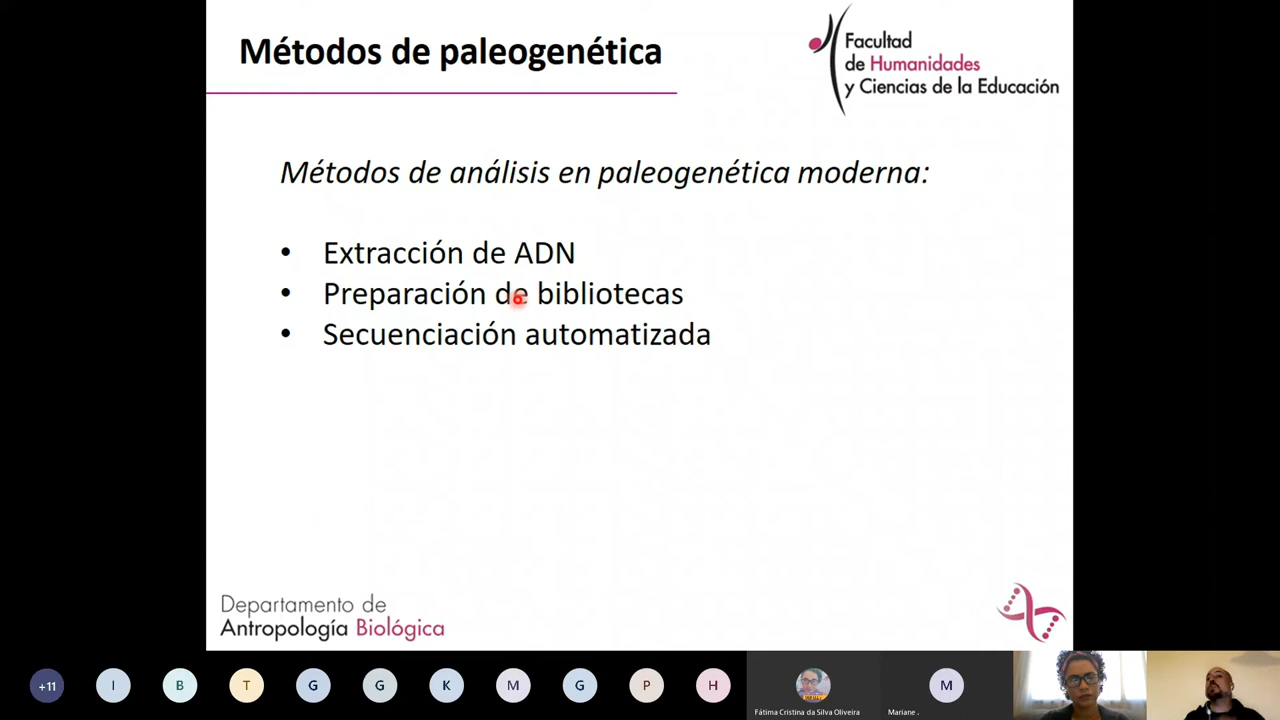 Métodos de paleogenética
Facultad
de Humanidades
y Ciencias de la Educación
Métodos de análisis en paleogenética moderna:
• Extracción de ADN
• Preparación de bibliotecas
• Secuenciación automatizada
Departamento de
Antropología Biológica
+11 I B T G G K M G P H M
Fátima Cristina da Silva Oliveira
Mariane .